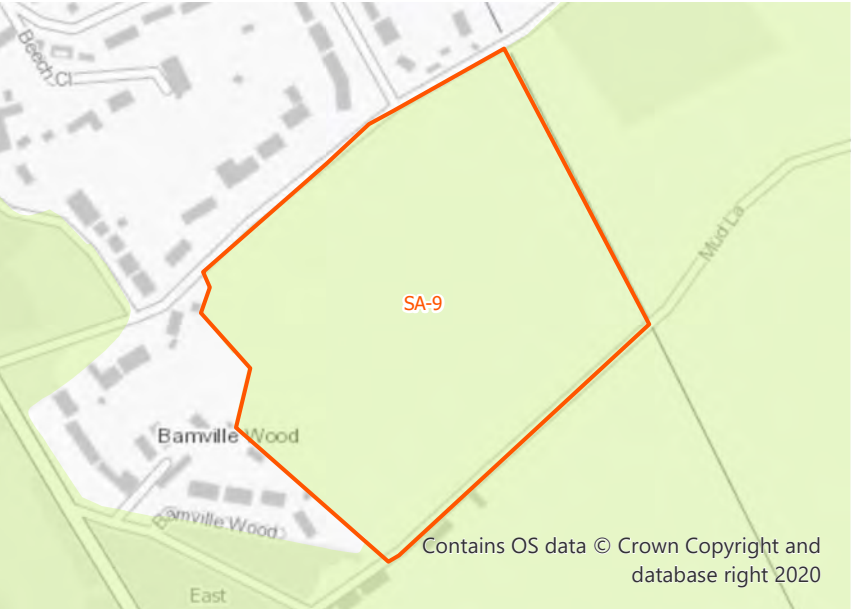 Beech Cl
Mud La
SA-9
Bamville Wood
Bamville Wood
Contains OS data © Crown Copyright and
database right 2020
East